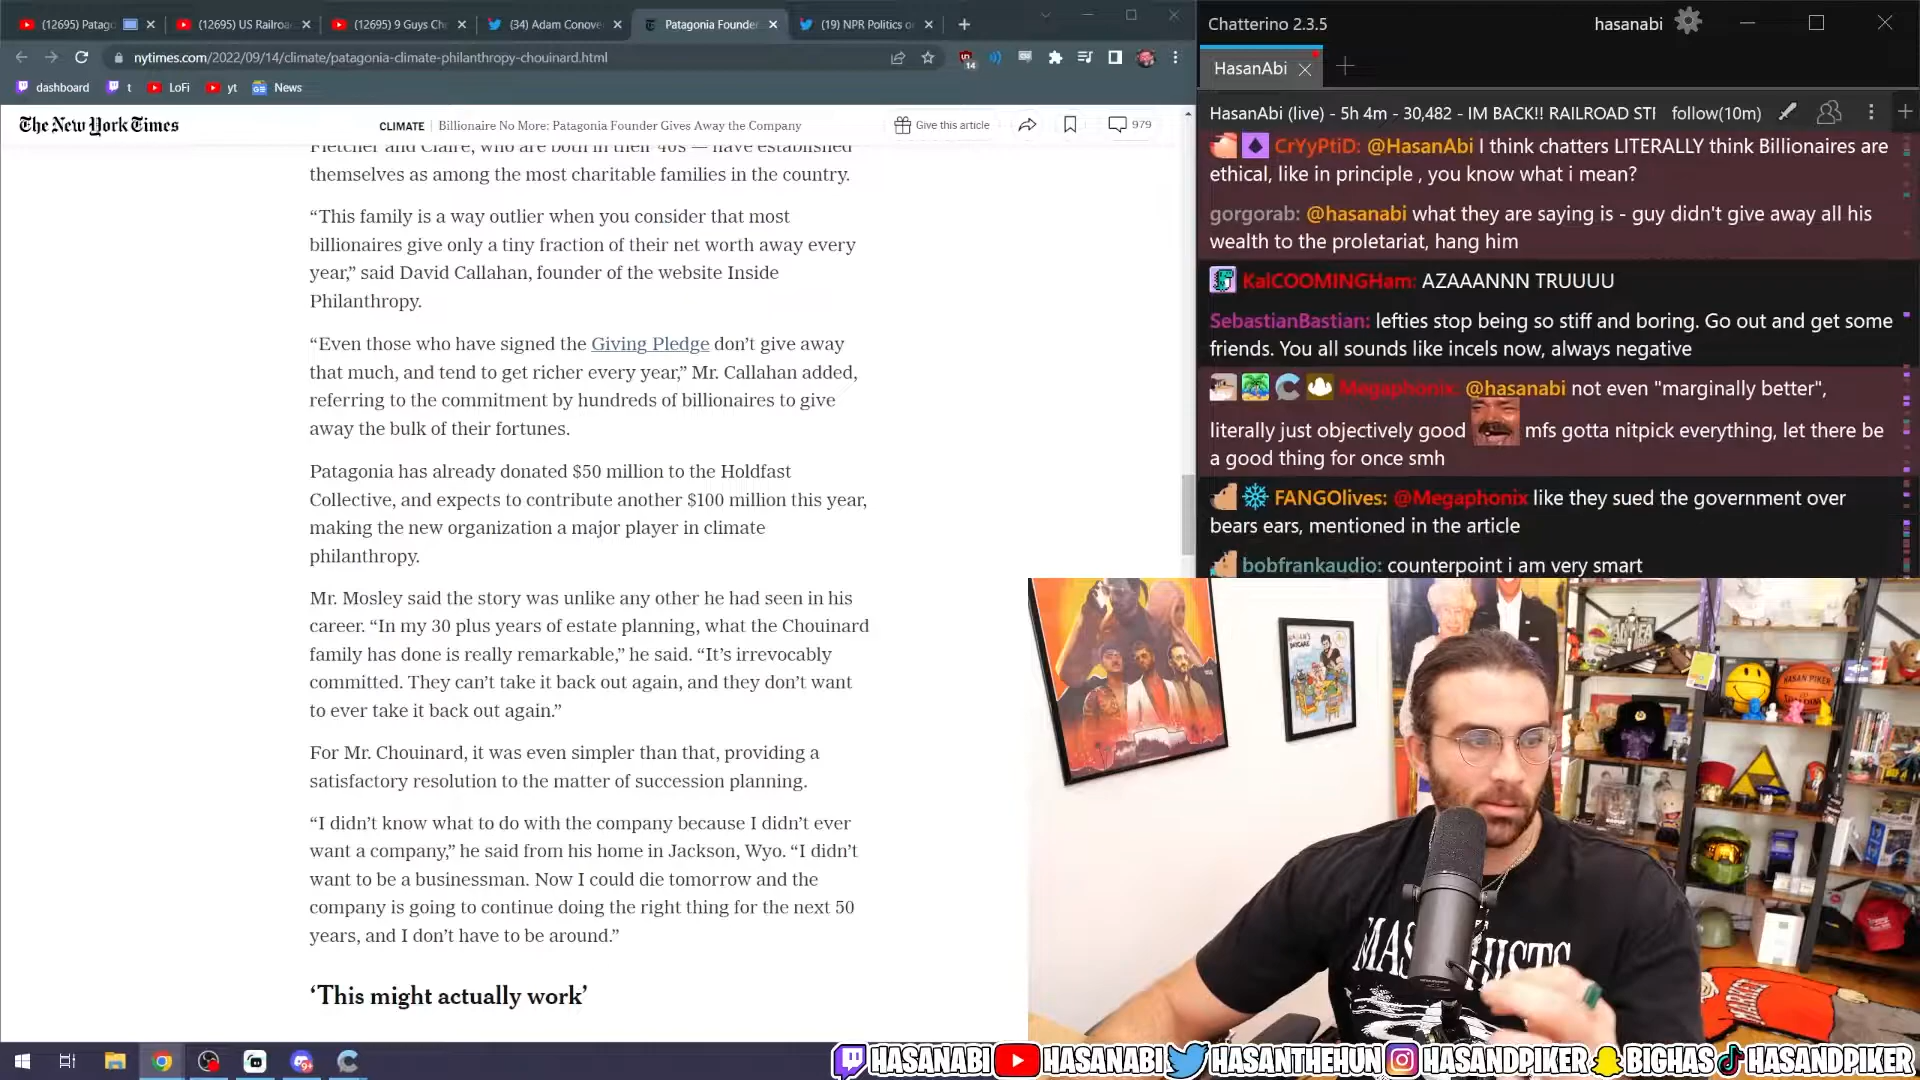 (12695) Patag
(12695) US Railroa
(12695) 9 Guys Ch
(34) Adam Conove
Patagonia Founde
(19) NPR Politics o
nytimes.com/2022/09/14/climate/patagonia-climate-philanthropy-chouinard.html
14
dashboard
t
LoFi
yt
News
The New York Times
CLIMATE
Billionaire No More: Patagonia Founder Gives Away the Company
Give this article
979
Fletcher and Claire, who are both in their 40s — have established
themselves as among the most charitable families in the country.
“This family is a way outlier when you consider that most
billionaires give only a tiny fraction of their net worth away every
year,” said David Callahan, founder of the website Inside
Philanthropy.
“Even those who have signed the Giving Pledge don’t give away
that much, and tend to get richer every year,” Mr. Callahan added,
referring to the commitment by hundreds of billionaires to give
away the bulk of their fortunes.
Patagonia has already donated $50 million to the Holdfast
Collective, and expects to contribute another $100 million this year,
making the new organization a major player in climate
philanthropy.
Mr. Mosley said the story was unlike any other he had seen in his
career. “In my 30 plus years of estate planning, what the Chouinard
family has done is really remarkable,” he said. “It’s irrevocably
committed. They can’t take it back out again, and they don’t want
to ever take it back out again.”
For Mr. Chouinard, it was even simpler than that, providing a
satisfactory resolution to the matter of succession planning.
“I didn’t know what to do with the company because I didn’t ever
want a company,” he said from his home in Jackson, Wyo. “I didn’t
want to be a businessman. Now I could die tomorrow and the
company is going to continue doing the right thing for the next 50
years, and I don’t have to be around.”
‘This might actually work’
Chatterino 2.3.5
hasanabi
HasanAbi
HasanAbi (live) - 5h 4m - 30,482 - IM BACK!! RAILROAD STI
follow(10m)
CrYyPtiD: @HasanAbi I think chatters LITERALLY think Billionaires are
ethical, like in principle , you know what i mean?
gorgorab: @hasanabi what they are saying is - guy didn't give away all his
wealth to the proletariat, hang him
KalCOOMINGHam: AZAAANNN TRUUUU
SebastianBastian: lefties stop being so stiff and boring. Go out and get some
friends. You all sounds like incels now, always negative
Megaphonix: @hasanabi not even "marginally better",
literally just objectively good mfs gotta nitpick everything, let there be
a good thing for once smh
FANGOlives: @Megaphonix like they sued the government over
bears ears, mentioned in the article
bobfrankaudio: counterpoint i am very smart
HASAN PIKER
HASANABI
HASANABI
HASANTHEHUN
HASANDPIKER
BIGHAS
HASANDPIKER